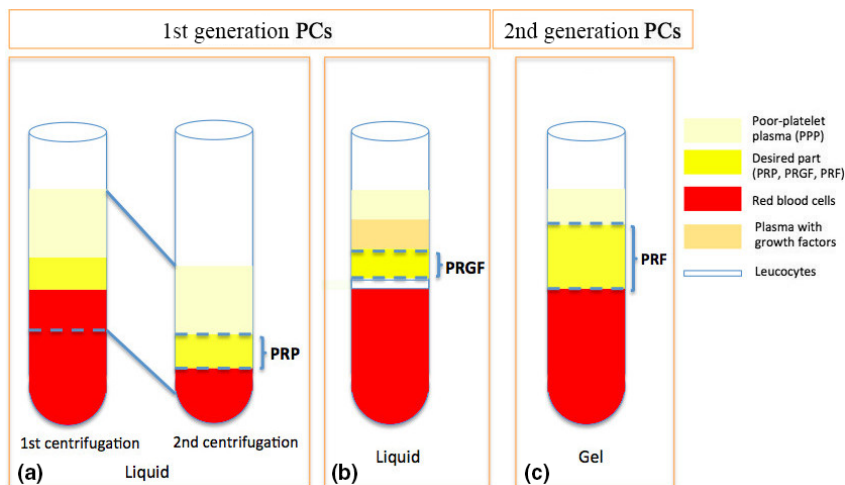 1st generation PCs
2nd generation PCs
Poor-platelet
plasma (PPP)
Desired part
(PRP, PRGF, PRF)
Red blood cells
Plasma with
growth factors
Leucocytes
PRP
PRGF
PRF
1st centrifugation
2nd centrifugation
(a)
Liquid
(b)
Liquid
(c)
Gel